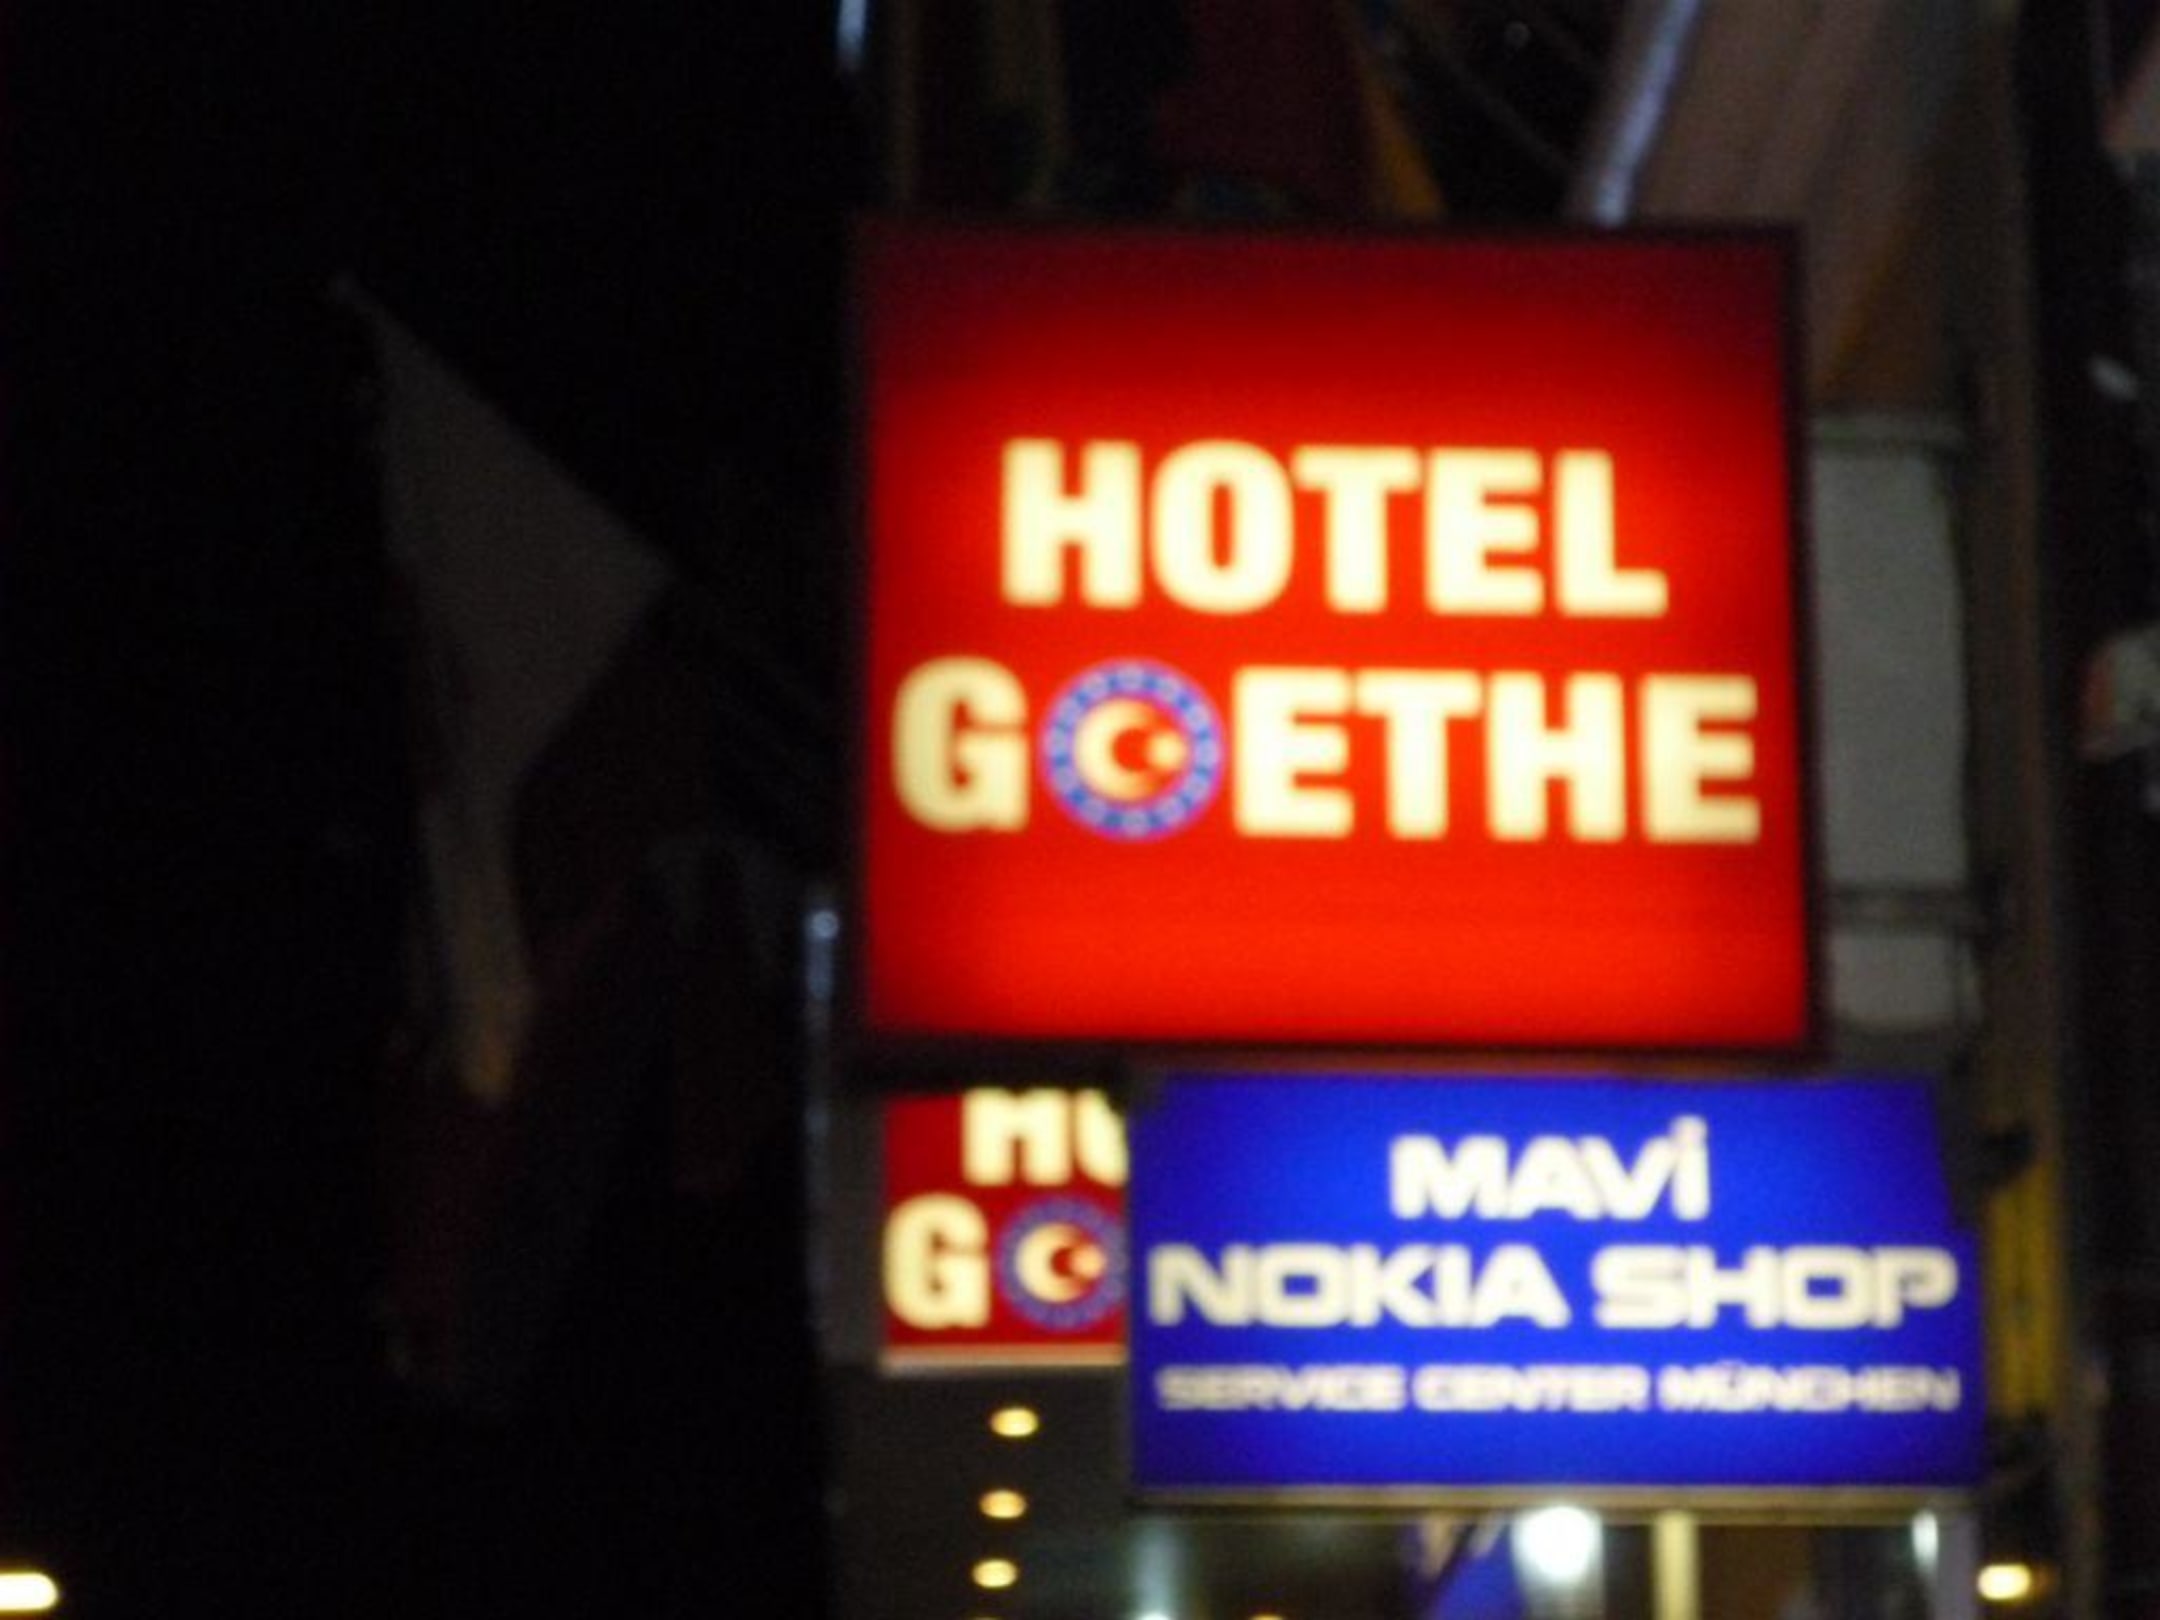 HOTEL
GOETHE
G
MAVİ
NOKIA SHOP
SERVICE CENTER MÜNCHEN